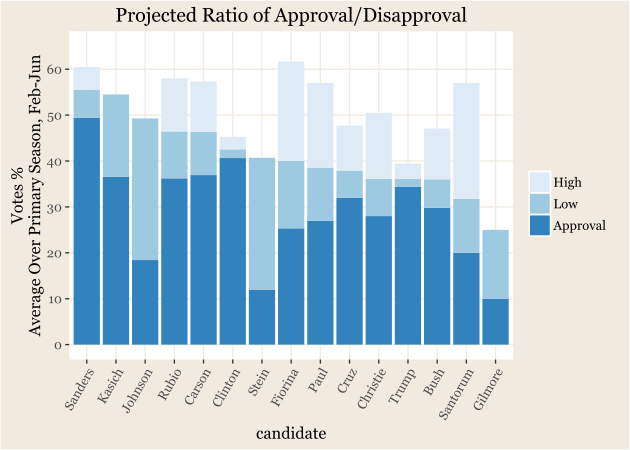 Projected Ratio of Approval/Disapproval
Votes %
Average Over Primary Season, Feb-Jun
60
50
40
30
20
10
0
High
Low
Approval
Sanders
Kasich
Johnson
Rubio
Carson
Clinton
Stein
Fiorina
Paul
Cruz
Christie
Trump
Bush
Santorum
Gilmore
candidate